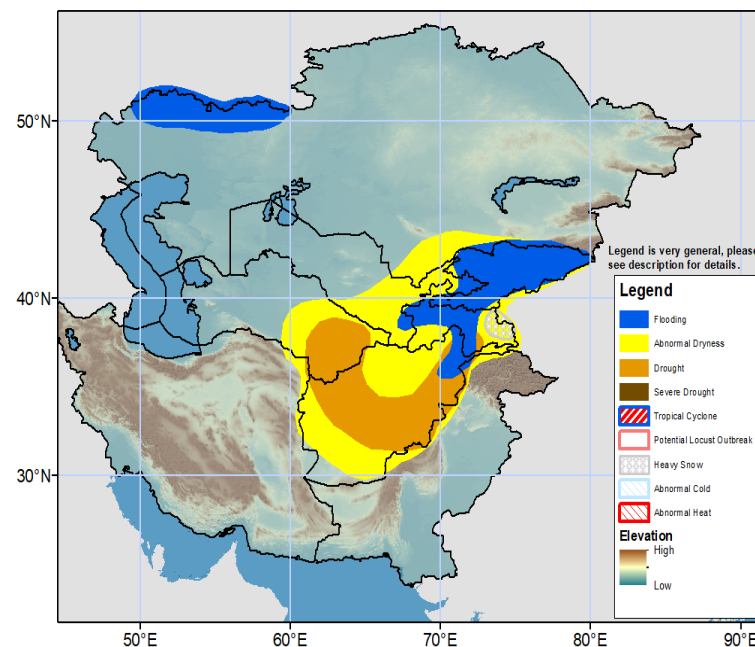 50°N
40°N
30°N
50°E
60°E
70°E
80°E
90°E
Legend is very general, please
see description for details.
Legend
Flooding
Abnormal Dryness
Drought
Severe Drought
Tropical Cyclone
Potential Locust Outbreak
Heavy Snow
Abnormal Cold
Abnormal Heat
Elevation
High
Low